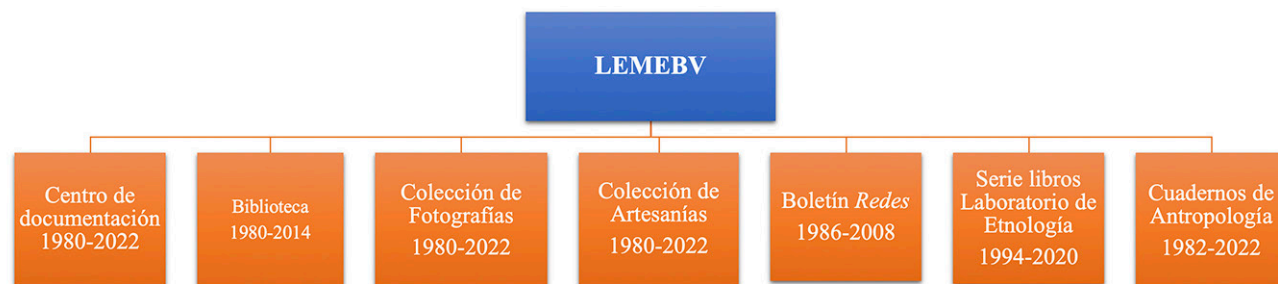 LEMEBV
Centro de
documentación
1980-2022
Biblioteca
1980-2014
Colección de
Fotografías
1980-2022
Colección de
Artesanías
1980-2022
Boletín Redes
1986-2008
Serie libros
Laboratorio de
Etnología
1994-2020
Cuadernos de
Antropología
1982-2022